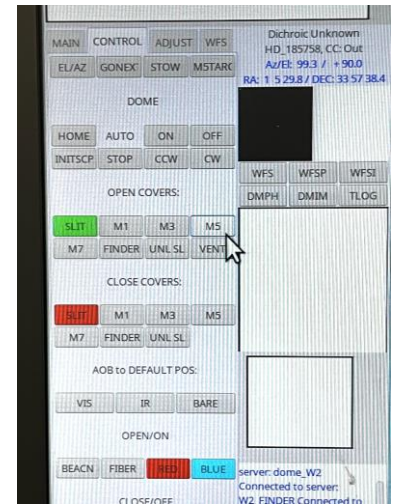 MAIN CONTROL ADJUST WFS
EL/AZ GONEXT STOW M5TARG
DOME
HOME AUTO ON OFF
INITSCP STOP CCW CW
OPEN COVERS:
SLIT M1 M3 M5
M7 FINDER UNL SL VENT
CLOSE COVERS:
SLIT M1 M3 M5
M7 FINDER UNL SL
AOB to DEFAULT POS:
VIS IR BARE
OPEN/ON
BEACN FIBER RED BLUE
CLOSE/OFF
Dichroic Unknown
HD_185758, CC: Out
Az/El: 99.3 / +90.0
RA: 1 5 29.8 / DEC: 33 57 38.4
WFS WFSP WFSI
DMPH DMIM TLOG
server: dome_W2
Connected to server:
W2_FINDER Connected to